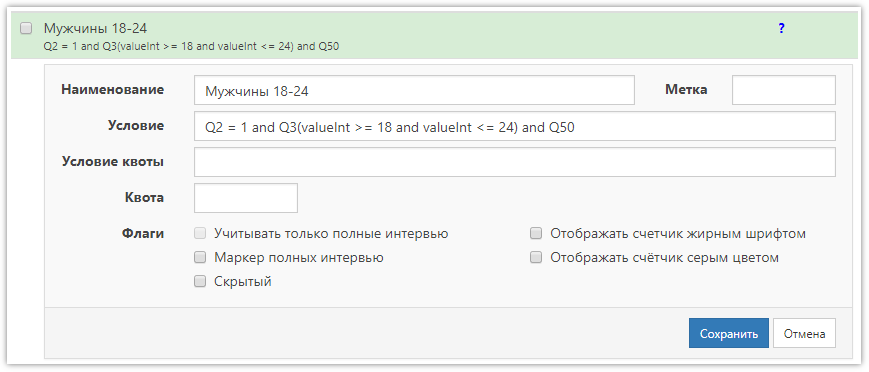 Мужчины 18-24 ?
Q2 = 1 and Q3(valueInt >= 18 and valueInt <= 24) and Q50
Наименование Мужчины 18-24 Метка
Условие Q2 = 1 and Q3(valueInt >= 18 and valueInt <= 24) and Q50
Условие квоты
Квота
Флаги Учитывать только полные интервью Отображать счетчик жирным шрифтом
Маркер полных интервью Отображать счётчик серым цветом
Скрытый
Сохранить Отмена